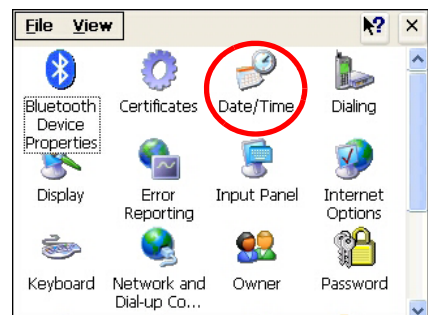 File View ?
Bluetooth Device Properties
Certificates
Date/Time
Dialing
Display
Error Reporting
Input Panel
Internet Options
Keyboard
Network and Dial-up Co...
Owner
Password